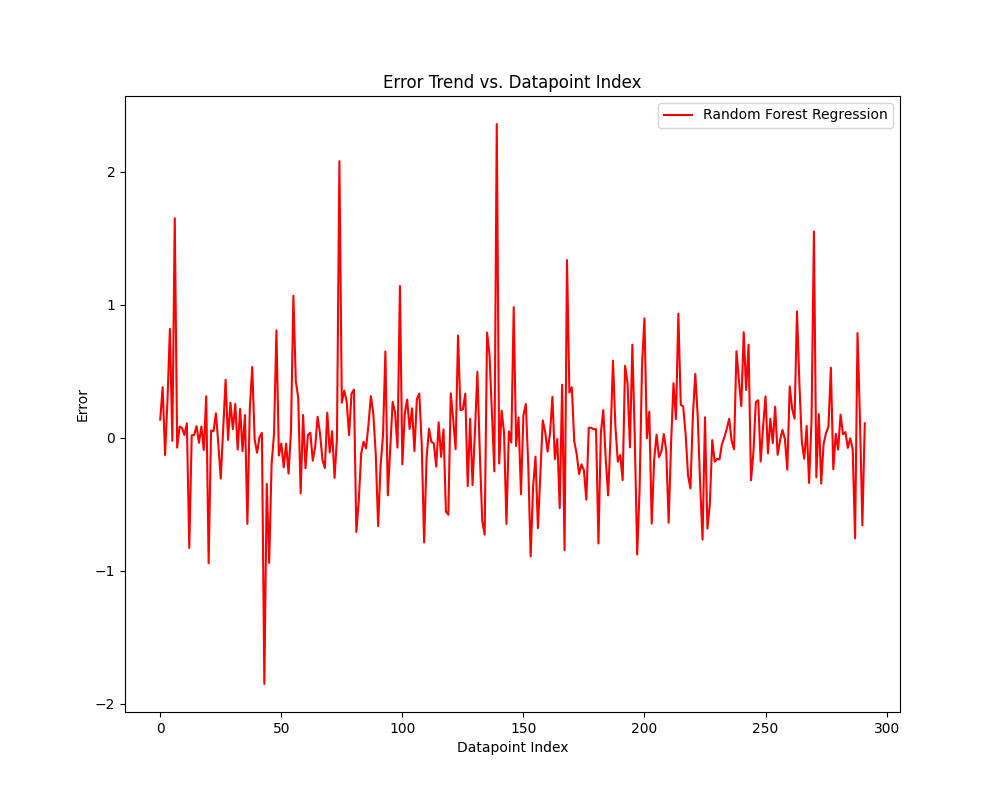 Error Trend vs. Datapoint Index
Random Forest Regression
Error
2
1
0
−1
−2
0 50 100 150 200 250 300
Datapoint Index